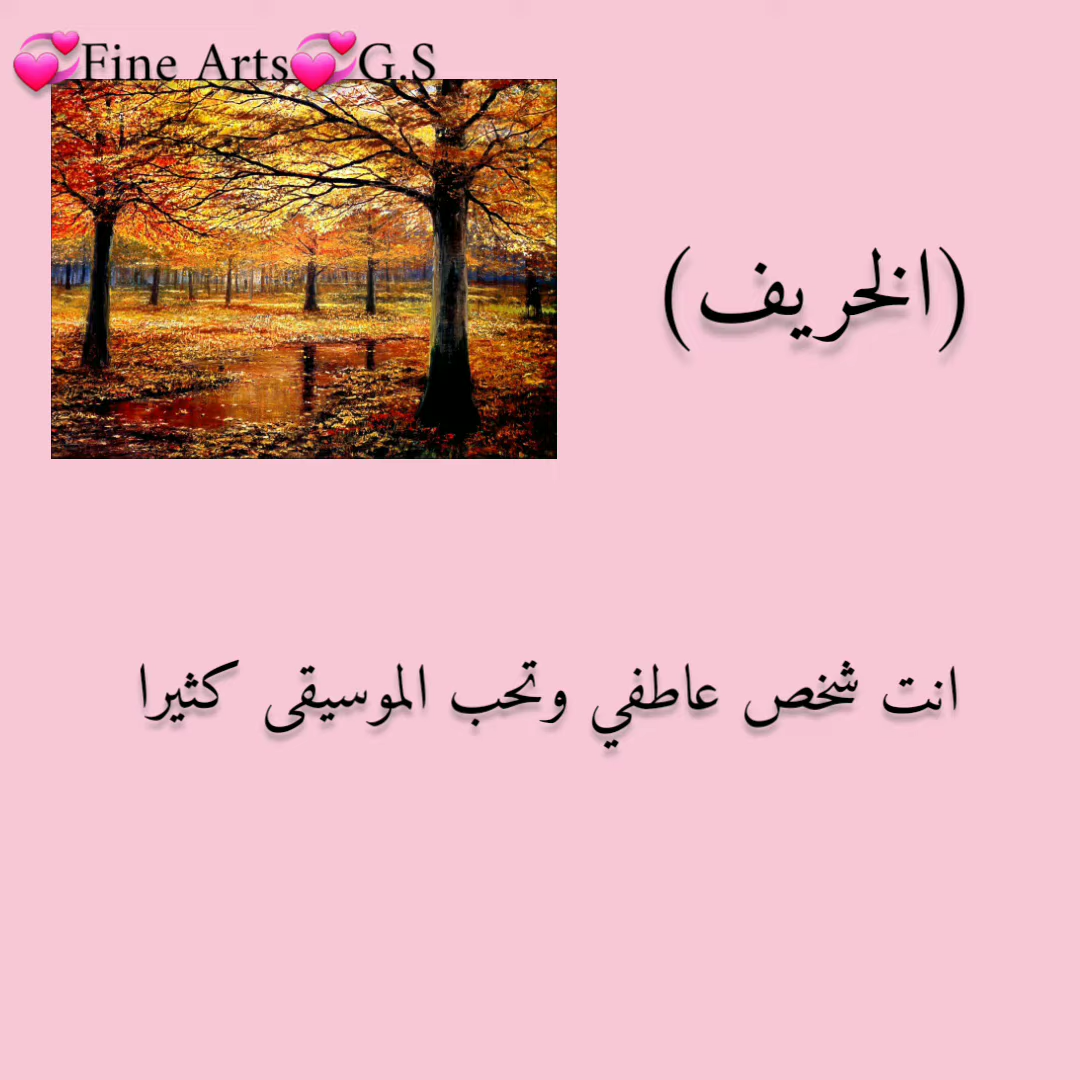 💞Fine Arts💞G.S
(الخريف)
انت شخص عاطفي وتحب الموسيقى كثيرا